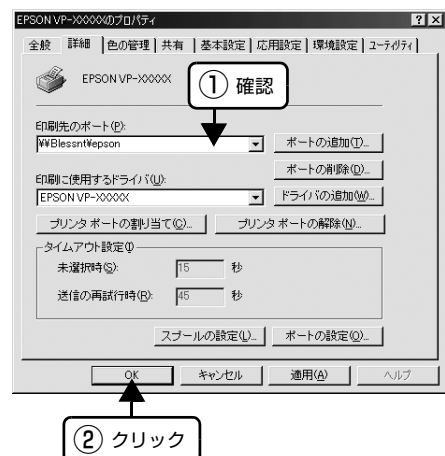 EPSON VP-XXXXXのプロパティ
全般 詳細 色の管理 共有 基本設定 応用設定 環境設定 ユーティリティ
EPSON VP-XXXXX
① 確認
印刷先のポート(P):
¥¥Blessnt¥epson ポートの追加(T)...
ポートの削除(D)...
印刷に使用するドライバ(U):
EPSON VP-XXXXX ドライバの追加(W)...
プリンタ ポートの割り当て(C)... プリンタ ポートの解除(N)...
タイムアウト設定(I)
未選択時(S): 15 秒
送信の再試行時(R): 45 秒
スプールの設定(L)... ポートの設定(O)...
OK キャンセル 適用(A) ヘルプ
② クリック